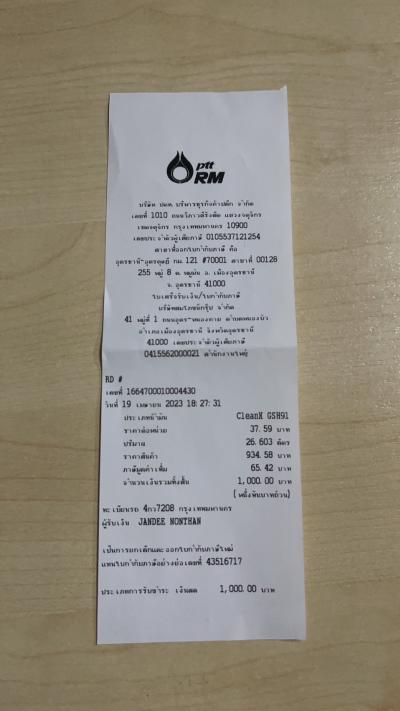 ptt
ORM
บริษัท ปตท. บริหารธุรกิจค้าปลีก จำกัด
เลขที่ 1010 ถนนวิภาวดีรังสิต แขวงจตุจักร
เขตจตุจักร กรุงเทพมหานคร 10900
เลขประจำตัวผู้เสียภาษี 0105537121254
สาขาที่ออกใบกำกับภาษี คือ
อุดรธานี-อุดรดุษฎี กม. 121 #70001 สาขาที่ 00128
255 หมู่ 8 ต. หมูม่น อ. เมืองอุดรธานี
จ. อุดรธานี 41000
ใบเสร็จรับเงิน/ใบกำกับภาษี
41 หมู่ที่ 1 ถนนอุดร-หนองคาย ตำบลหนองบัว
อำเภอเมืองอุดรธานี จังหวัดอุดรธานี
41000 เลขประจำตัวผู้เสียภาษี
0415562000021 สำนักงานใหญ่
RD #
เลขที่ 1664700010004430
วันที่ 19 เมษายน 2023 18:27:31
ประเภทน้ำมัน CleanX GSH91
ราคาต่อหน่วย 37.59 บาท
ปริมาณ 26.603 ลิตร
ราคาสินค้า 934.58 บาท
ภาษีมูลค่าเพิ่ม 65.42 บาท
จำนวนเงินรวมทั้งสิ้น 1,000.00 บาท
(หนึ่งพันบาทถ้วน)
ทะเบียนรถ 4กว7208 กรุงเทพมหานคร
ผู้รับเงิน JANDEE NONTHAN
เป็นการยกเลิกและออกใบกำกับภาษีใหม่
แทนใบกำกับภาษีอย่างย่อเลขที่ 43516717
ประเภทการรับชำระ เงินสด 1,000.00 บาท